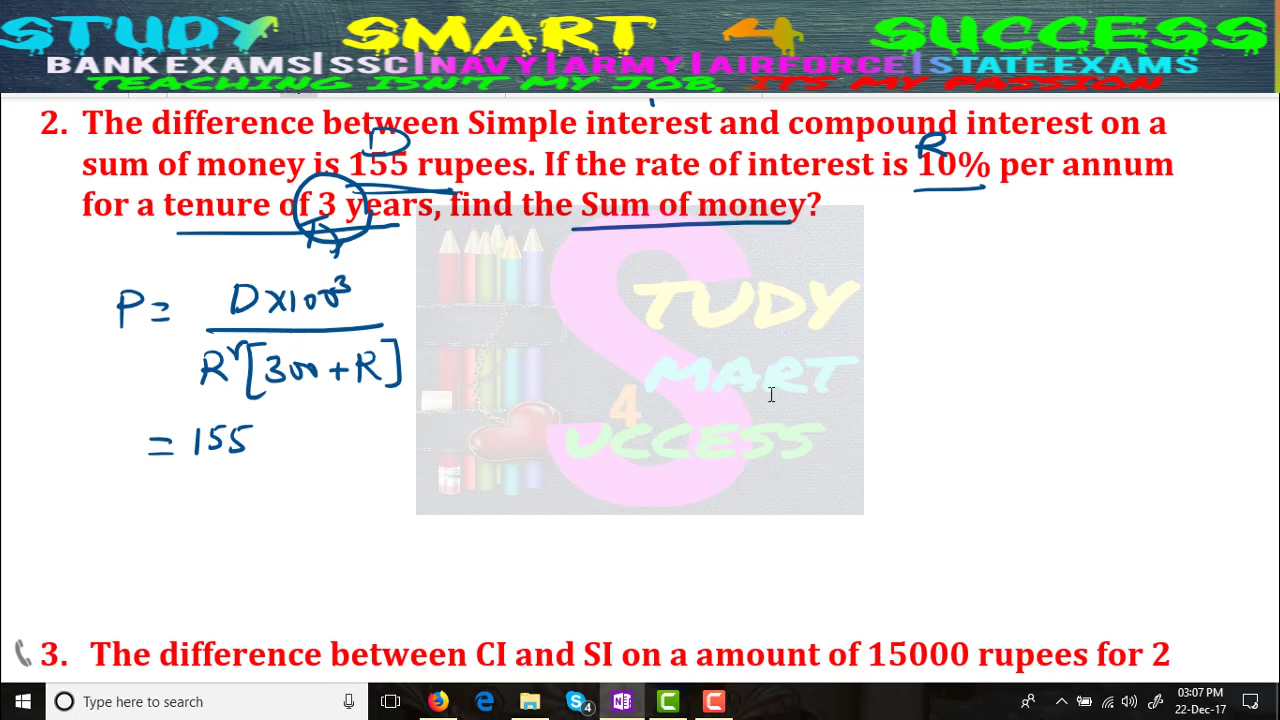 STUDY SMART 4 SUCCESS
BANK EXAMS|SSC|NAVY|ARMY|AIRFORCE|STATE EXAMS
TEACHING ISN'T MY JOB, ITS MY PASSION
2. The difference between Simple interest and compound interest on a
D R
sum of money is 155 rupees. If the rate of interest is 10% per annum
for a tenure of 3 years, find the Sum of money?
P = D×100³
R²[300+R]
= 155
S
TUDY
MART
4
UCCESS
3. The difference between CI and SI on a amount of 15000 rupees for 2
Type here to search
4
03:07 PM
22-Dec-17